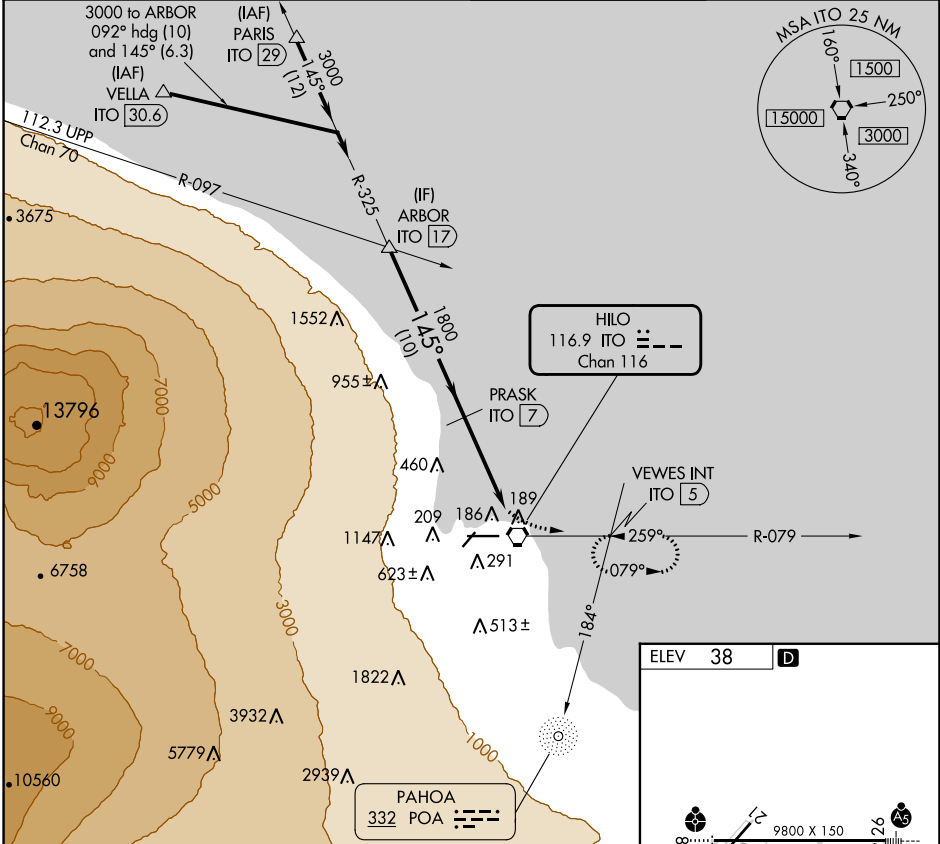 3000 to ARBOR
092° hdg (10)
and 145° (6.3)
(IAF)
VELLA
ITO 30.6
(IAF)
PARIS
ITO 29
3000
145°
(12)
MSA ITO 25 NM
160°
1500
250°
15000
3000
340°
112.3 UPP
Chan 70
R-097
R-325
(IF)
ARBOR
ITO 17
3675
1552
1800
145°
(10)
HILO
116.9 ITO
Chan 116
955±
7000
PRASK
ITO 7
13796
9000
5000
460
VEWES INT
ITO 5
189
186
209
1147
259°
R-079
291
623±
079°
6758
513±
184°
3000
ELEV 38 D
7000
1822
9000
3932
5779
1000
2939
10560
PAHOA
332 POA
21
9800 X 150
26
A5
8